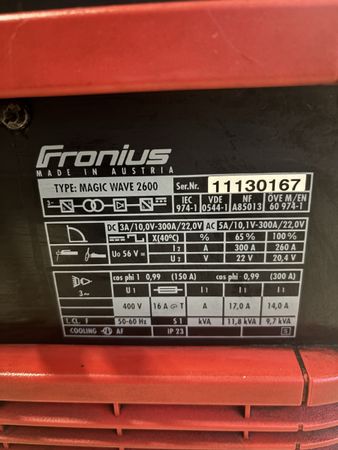 Fronius
MADE IN AUSTRIA
TYPE: MAGIC WAVE 2600 Ser.Nr. 11130167
3~ IEC 974-1 VDE 0544-1 NF A85013 OVE M/EN 60 974-1
DC 3A/10,0V-300A/22,0V AC 5A/10,1V-300A/22,0V
X(40°C) % 65 % 100 %
Uo 56 V I2 A 300 A 260 A
U2 V 22 V 20,4 V
cos phi 1 0,99 (150 A) cos phi 1 0,99 (300 A)
3~ U1 I1 I1
400 V 16 A T A 17,0 A 14,0 A
I. CL. F 50-60 Hz S1 kVA 11,8 kVA 9,7 kVA
COOLING AF IP 23 S